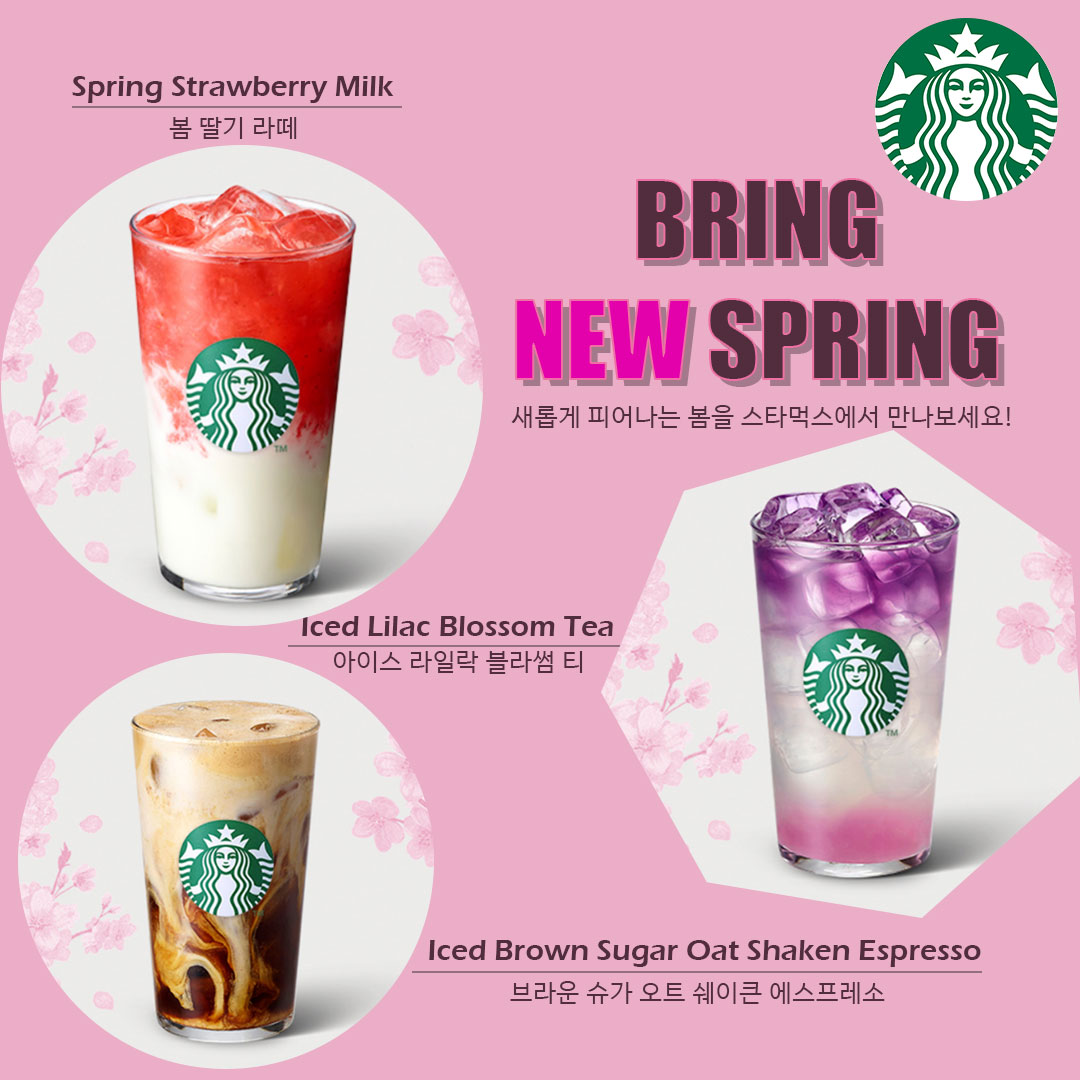 Spring Strawberry Milk
봄 딸기 라떼
BRING
NEW SPRING
새롭게 피어나는 봄을 스타먹스에서 만나보세요!
TM
Iced Lilac Blossom Tea
아이스 라일락 블라썸 티
TM
Iced Brown Sugar Oat Shaken Espresso
브라운 슈가 오트 쉐이큰 에스프레소